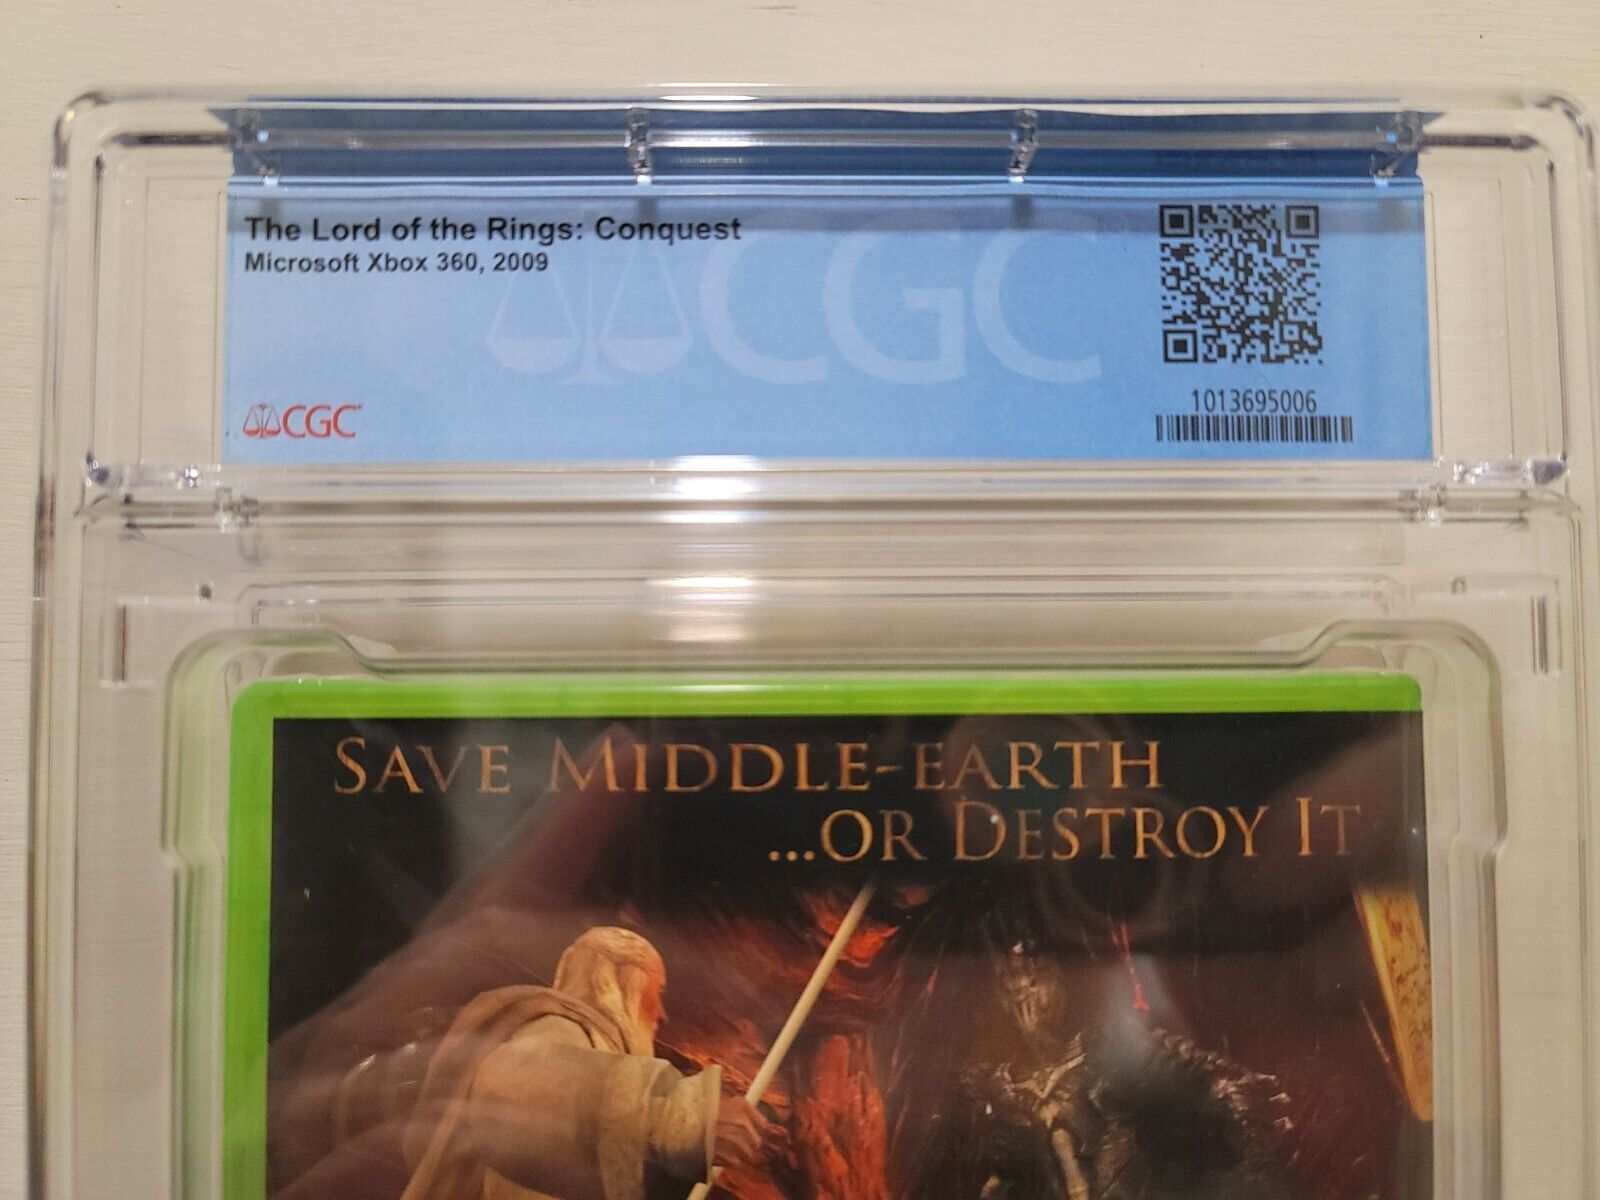 The Lord of the Rings: Conquest
Microsoft Xbox 360, 2009
CGC
CGC
1013695006
SAVE MIDDLE-EARTH
...OR DESTROY IT